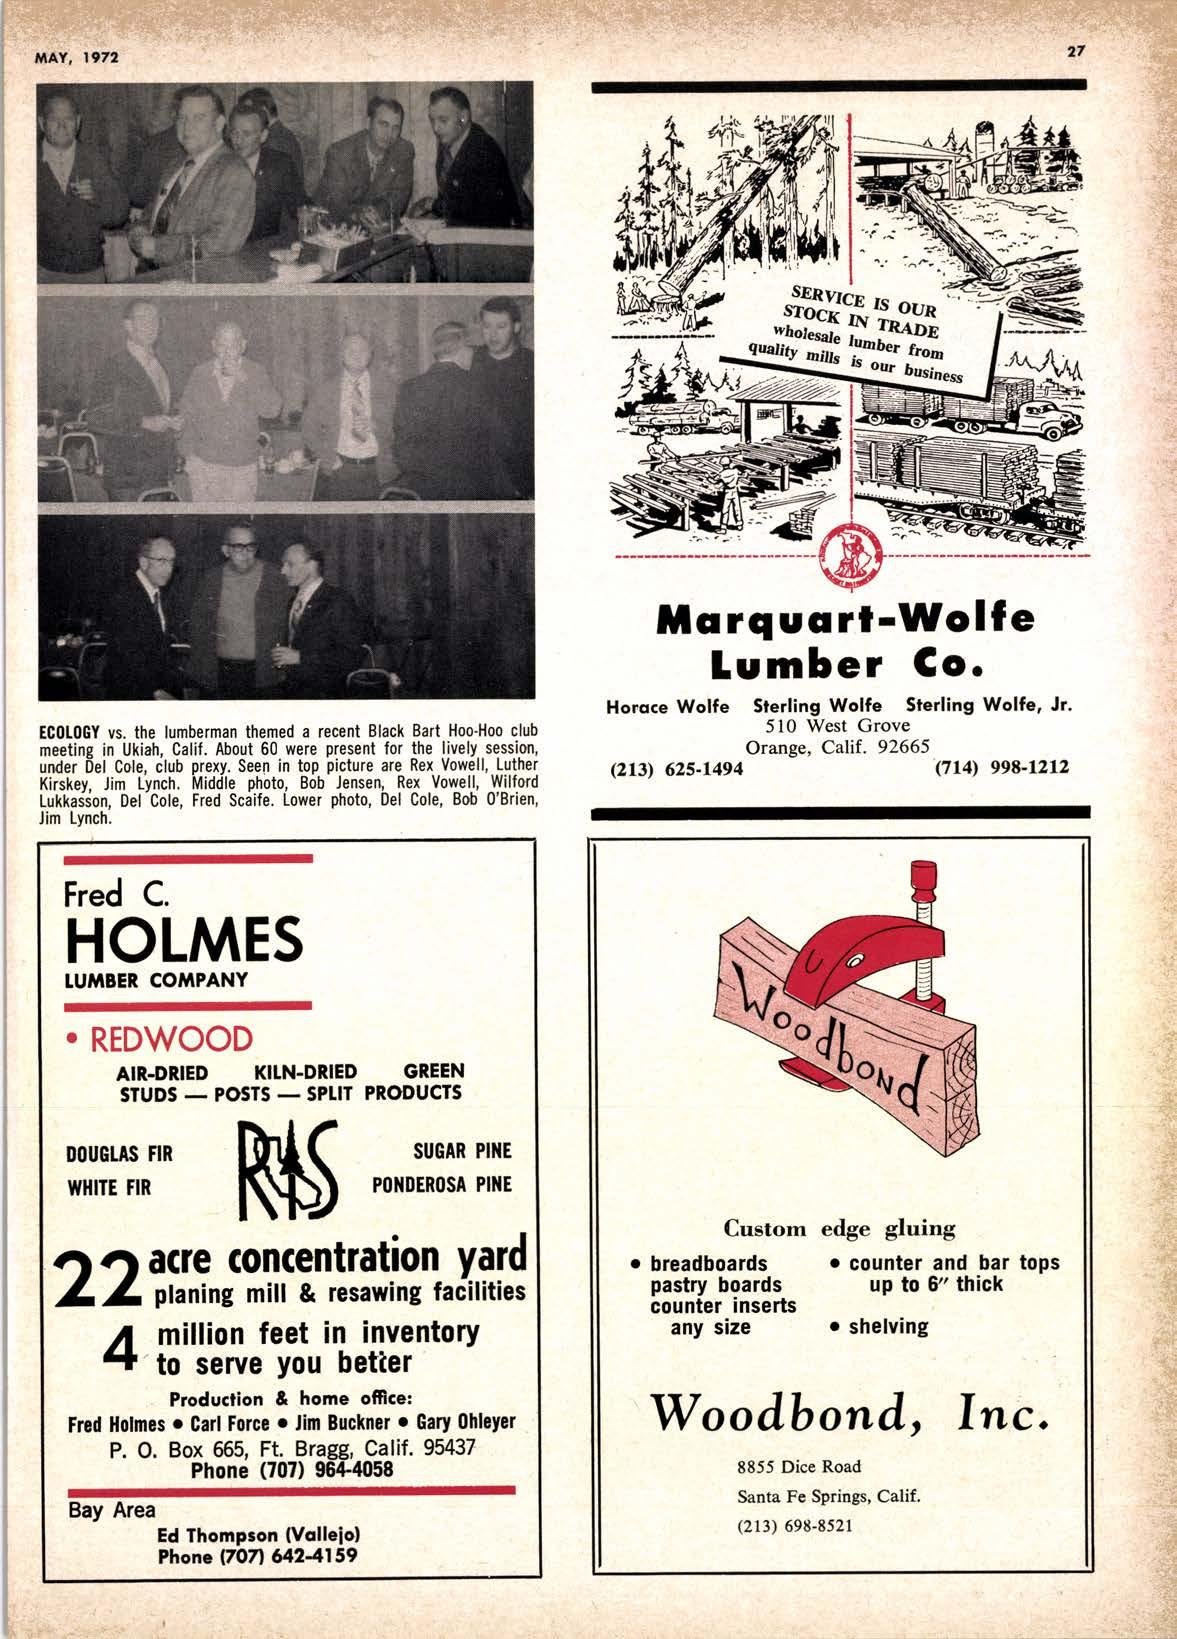 MAY, 1972
27
ECOLOGY vs. the lumberman themed a recent Black Bart Hoo-Hoo club
meeting in Ukiah, Calif. About 60 were present for the lively session,
under Del Cole, club prexy. Seen in top picture are Rex Vowell, Luther
Kirskey, Jim Lynch. Middle photo, Bob Jensen, Rex Vowell, Wilford
Lukkasson, Del Cole, Fred Scaife. Lower photo, Del Cole, Bob O'Brien,
Jim Lynch.
Fred C.
HOLMES
LUMBER COMPANY
• REDWOOD
AIR-DRIED KILN-DRIED GREEN
STUDS — POSTS — SPLIT PRODUCTS
DOUGLAS FIR
WHITE FIR
RIS
SUGAR PINE
PONDEROSA PINE
22 acre concentration yard
planing mill & resawing facilities
4 million feet in inventory
to serve you better
Production & home office:
Fred Holmes • Carl Force • Jim Buckner • Gary Ohleyer
P. O. Box 665, Ft. Bragg, Calif. 95437
Phone (707) 964-4058
Bay Area
Ed Thompson (Vallejo)
Phone (707) 642-4159
SERVICE IS OUR
STOCK IN TRADE
wholesale lumber from
quality mills is our business
Marquart-Wolfe
Lumber Co.
Horace Wolfe Sterling Wolfe Sterling Wolfe, Jr.
510 West Grove
Orange, Calif. 92665
(213) 625-1494 (714) 998-1212
Woodbond
Custom edge gluing
• breadboards
pastry boards
counter inserts
any size
• counter and bar tops
up to 6" thick
• shelving
Woodbond, Inc.
8855 Dice Road
Santa Fe Springs, Calif.
(213) 698-8521